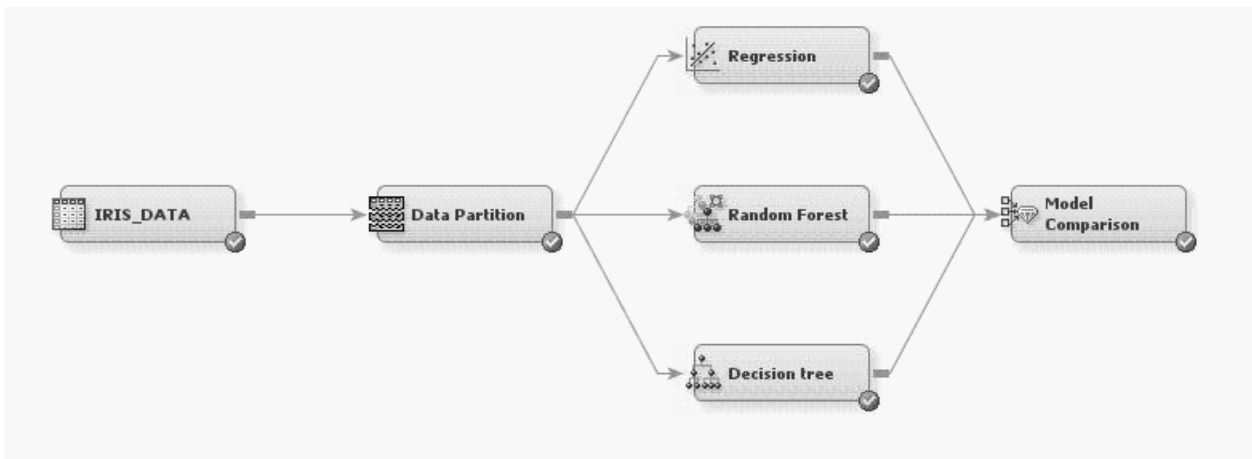 Regression
IRIS_DATA
Data Partition
Random Forest
Model
Comparison
Decision tree